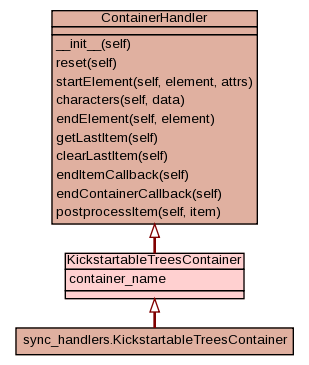 ContainerHandler
__init__(self)
reset(self)
startElement(self, element, attrs)
characters(self, data)
endElement(self, element)
getLastItem(self)
clearLastItem(self)
endItemCallback(self)
endContainerCallback(self)
postprocessItem(self, item)
KickstartableTreesContainer
container_name
sync_handlers.KickstartableTreesContainer